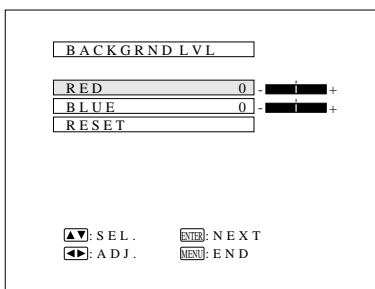 BACKGRND LVL
RED 0 - +
BLUE 0 - +
RESET
▲▼:SEL. ENTER:NEXT
◀▶:ADJ. MENU:END